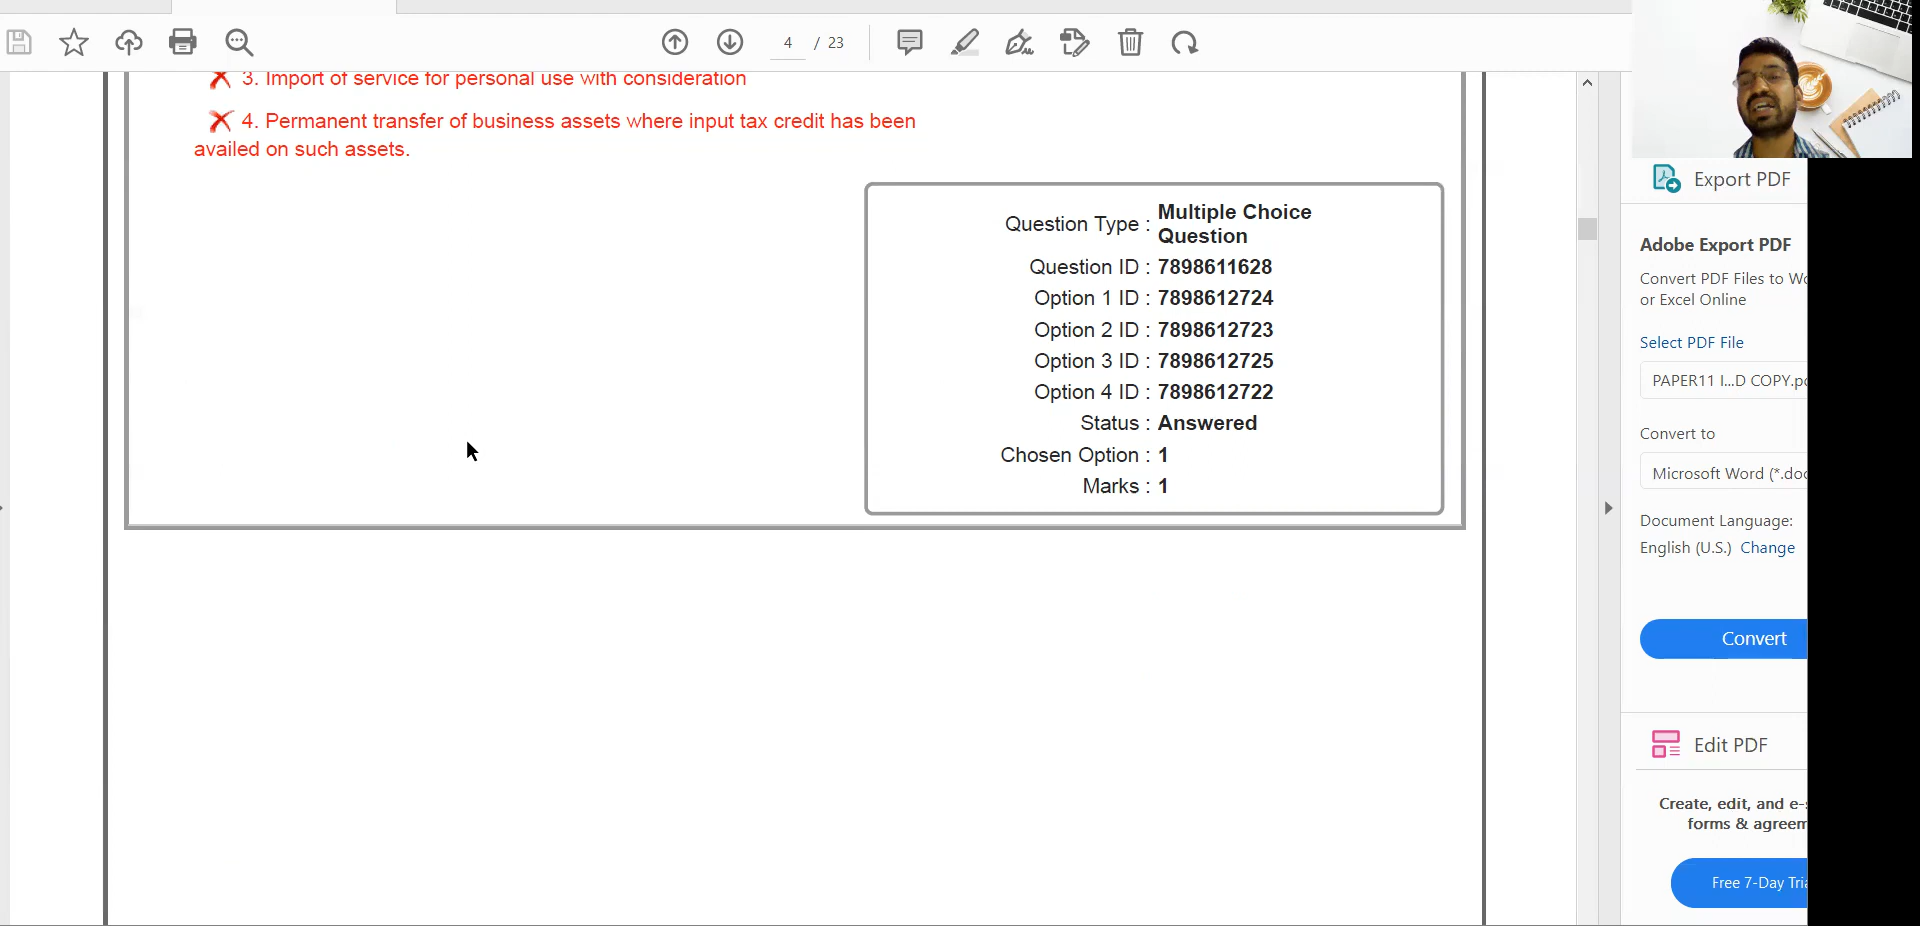 4 / 23
3. Import of service for personal use with consideration
4. Permanent transfer of business assets where input tax credit has been
availed on such assets.
Question Type : Multiple Choice
Question
Question ID : 7898611628
Option 1 ID : 7898612724
Option 2 ID : 7898612723
Option 3 ID : 7898612725
Option 4 ID : 7898612722
Status : Answered
Chosen Option : 1
Marks : 1
Export PDF
Adobe Export PDF
Convert PDF Files to Wo
or Excel Online
Select PDF File
PAPER11 I...D COPY.pd
Convert to
Microsoft Word (*.doc
Document Language:
English (U.S.) Change
Convert
Edit PDF
Create, edit, and e-s
forms & agreem
Free 7-Day Tria